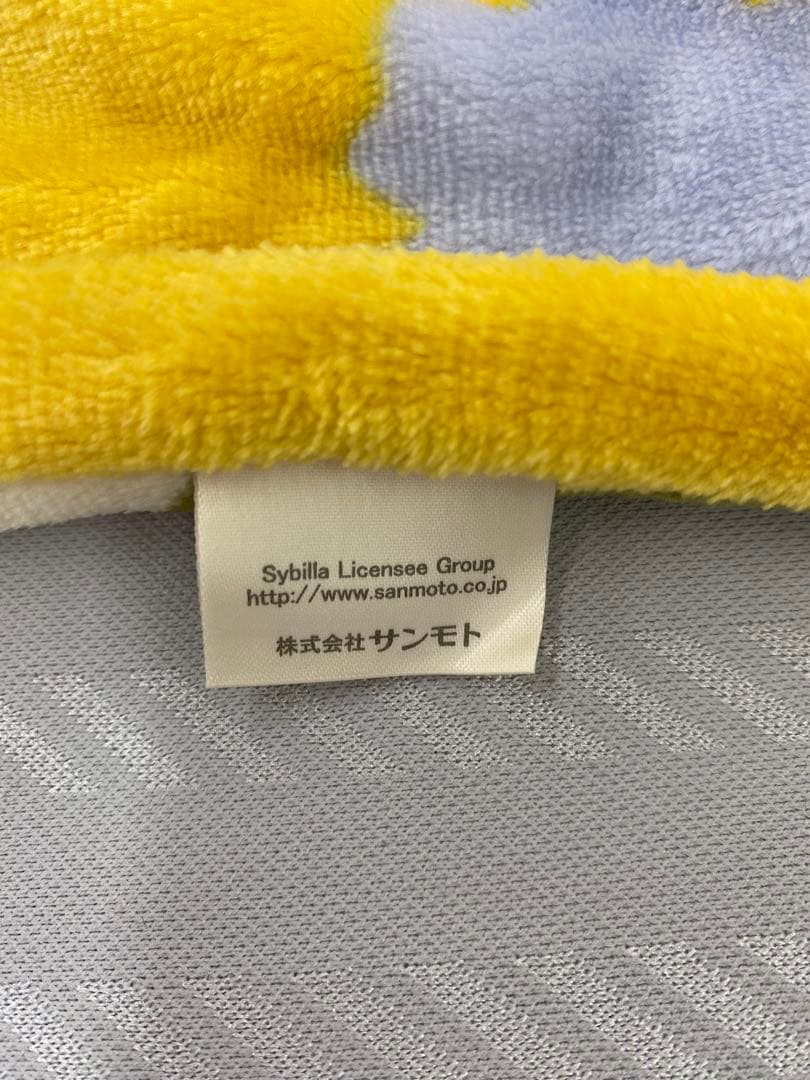 Sybilla Licensee Group
http://www.sanmoto.co.jp
株式会社サンモト